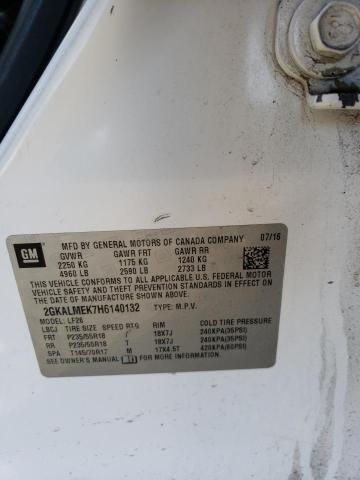 GM
MFD BY GENERAL MOTORS OF CANADA COMPANY 07/16
GVWR GAWR FRT GAWR RR
2250 KG 1175 KG 1240 KG
4960 LB 2590 LB 2733 LB
THIS VEHICLE CONFORMS TO ALL APPLICABLE U.S. FEDERAL MOTOR
VEHICLE SAFETY, BUMPER, AND THEFT PREVENTION STANDARDS
IN EFFECT ON THE DATE OF MANUFACTURE SHOWN ABOVE.
2GKALMEK7H6140132 TYPE: M.P.V.
MODEL: LF26
LBCJ TIRE SIZE SPEED RTG RIM COLD TIRE PRESSURE
FRT P235/55R18 T 18X7J 240KPA(35PSI)
RR P235/55R18 T 18X7J 240KPA(35PSI)
SPA T145/70R17 M 17X4.5T 420KPA(60PSI)
SEE OWNER'S MANUAL FOR MORE INFORMATION.